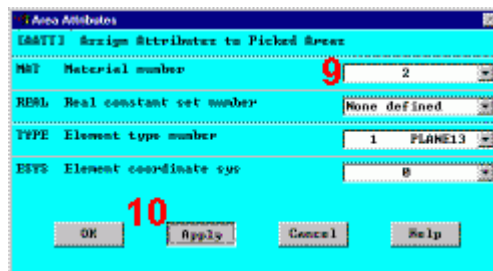 Area Attributes
[AATT] Assign Attributes to Picked Areas
MAT Material number 9 2
REAL Real constant set number None defined
TYPE Element type number 1 PLANE13
ESYS Element coordinate sys 0
10
OK Apply Cancel Help